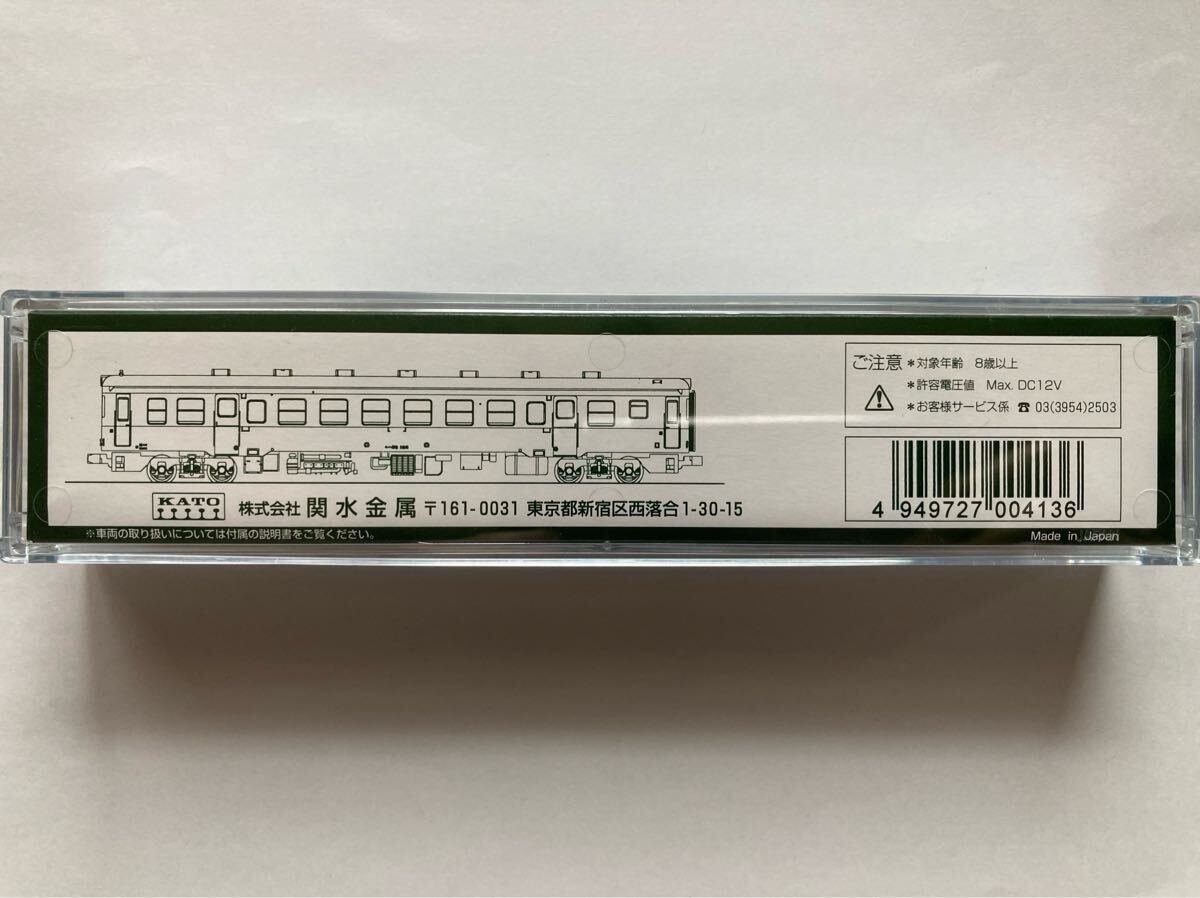 ご注意 *対象年齢 8歳以上
*許容電圧値 Max. DC12V
*お客様サービス係 ☎ 03(3954)2503
4 949727 004136
KATO 株式会社 関水金属 〒161-0031 東京都新宿区西落合1-30-15
※車両の取り扱いについては付属の説明書をご覧ください。
Made in Japan